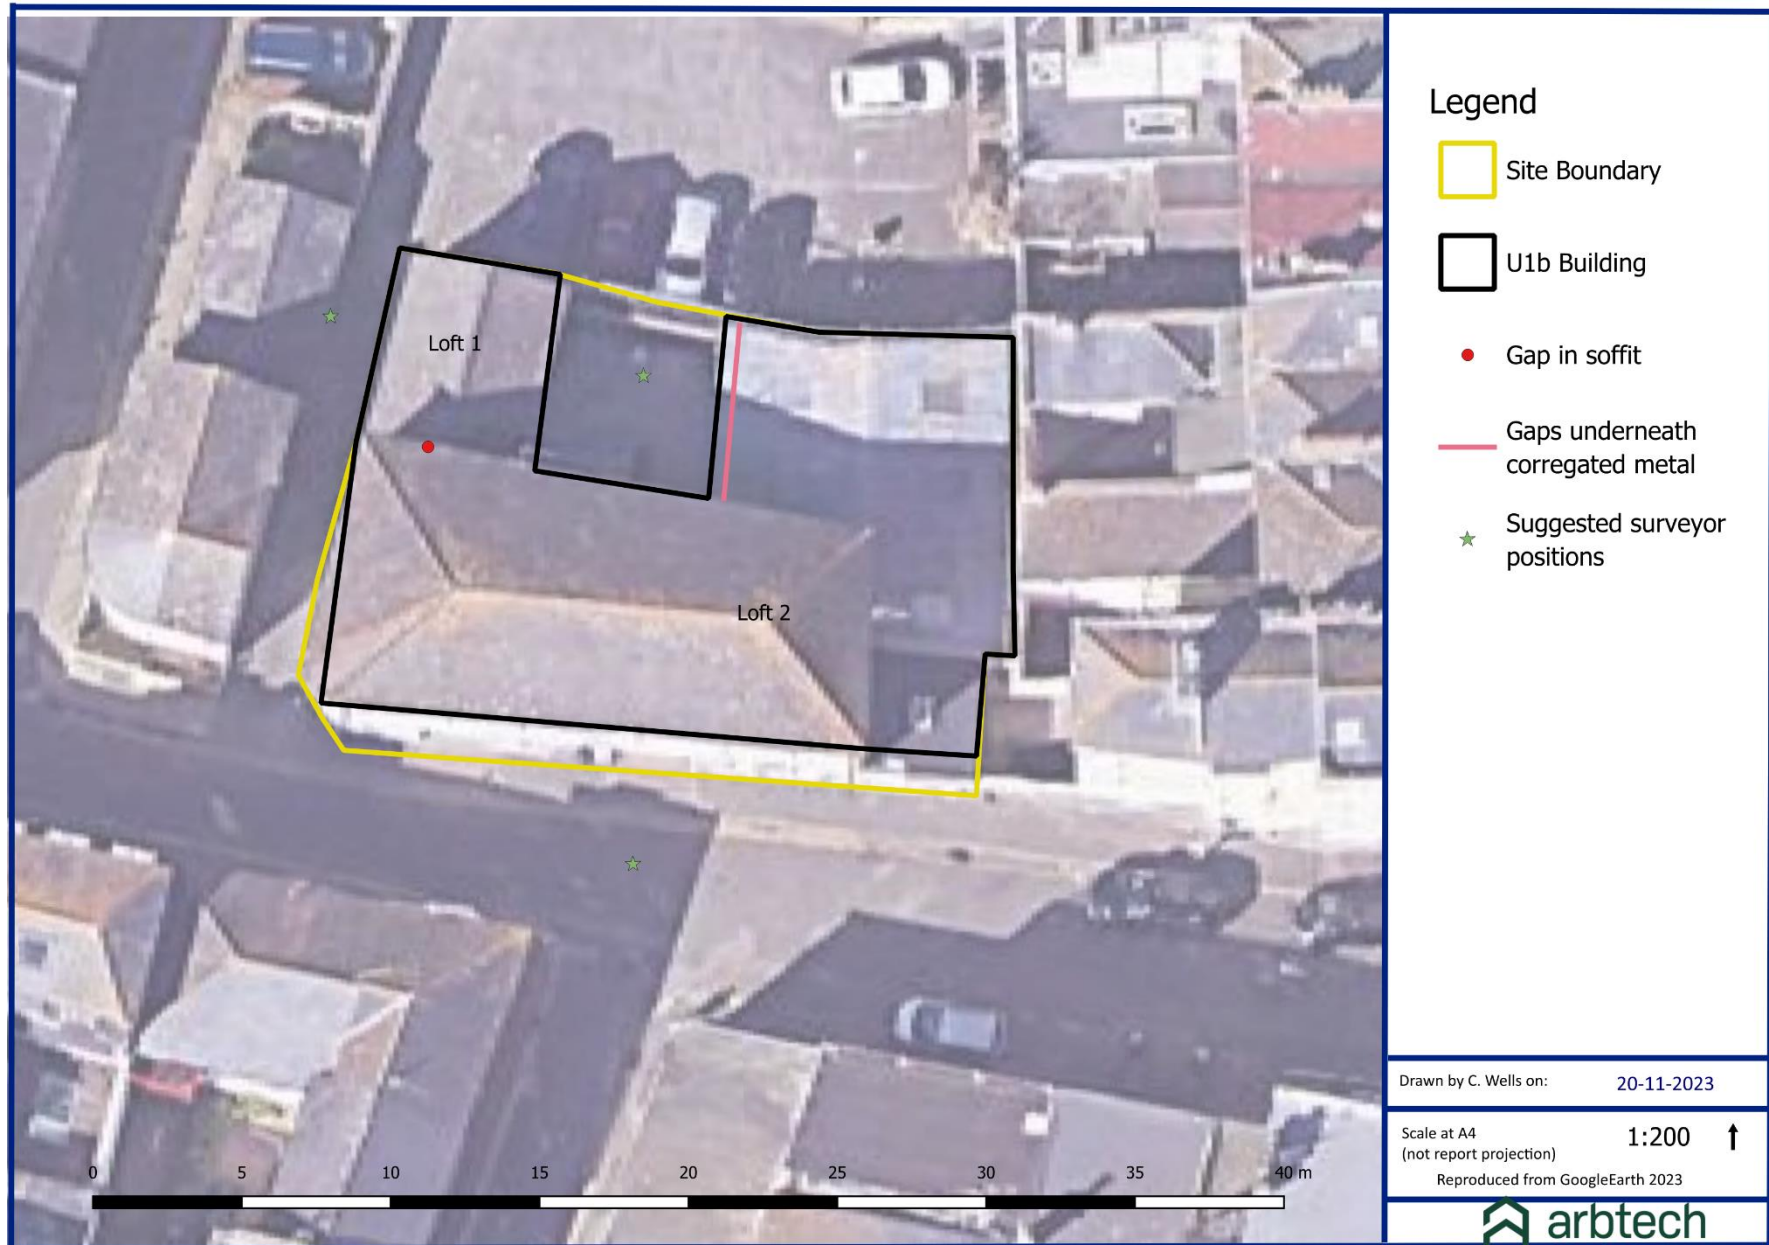 Legend
Site Boundary
U1b Building
Gap in soffit
Gaps underneath
corregated metal
Suggested surveyor
positions
Loft 1
Loft 2
0 5 10 15 20 25 30 35 40 m
Drawn by C. Wells on: 20-11-2023
Scale at A4 1:200
(not report projection)
Reproduced from GoogleEarth 2023
arbtech